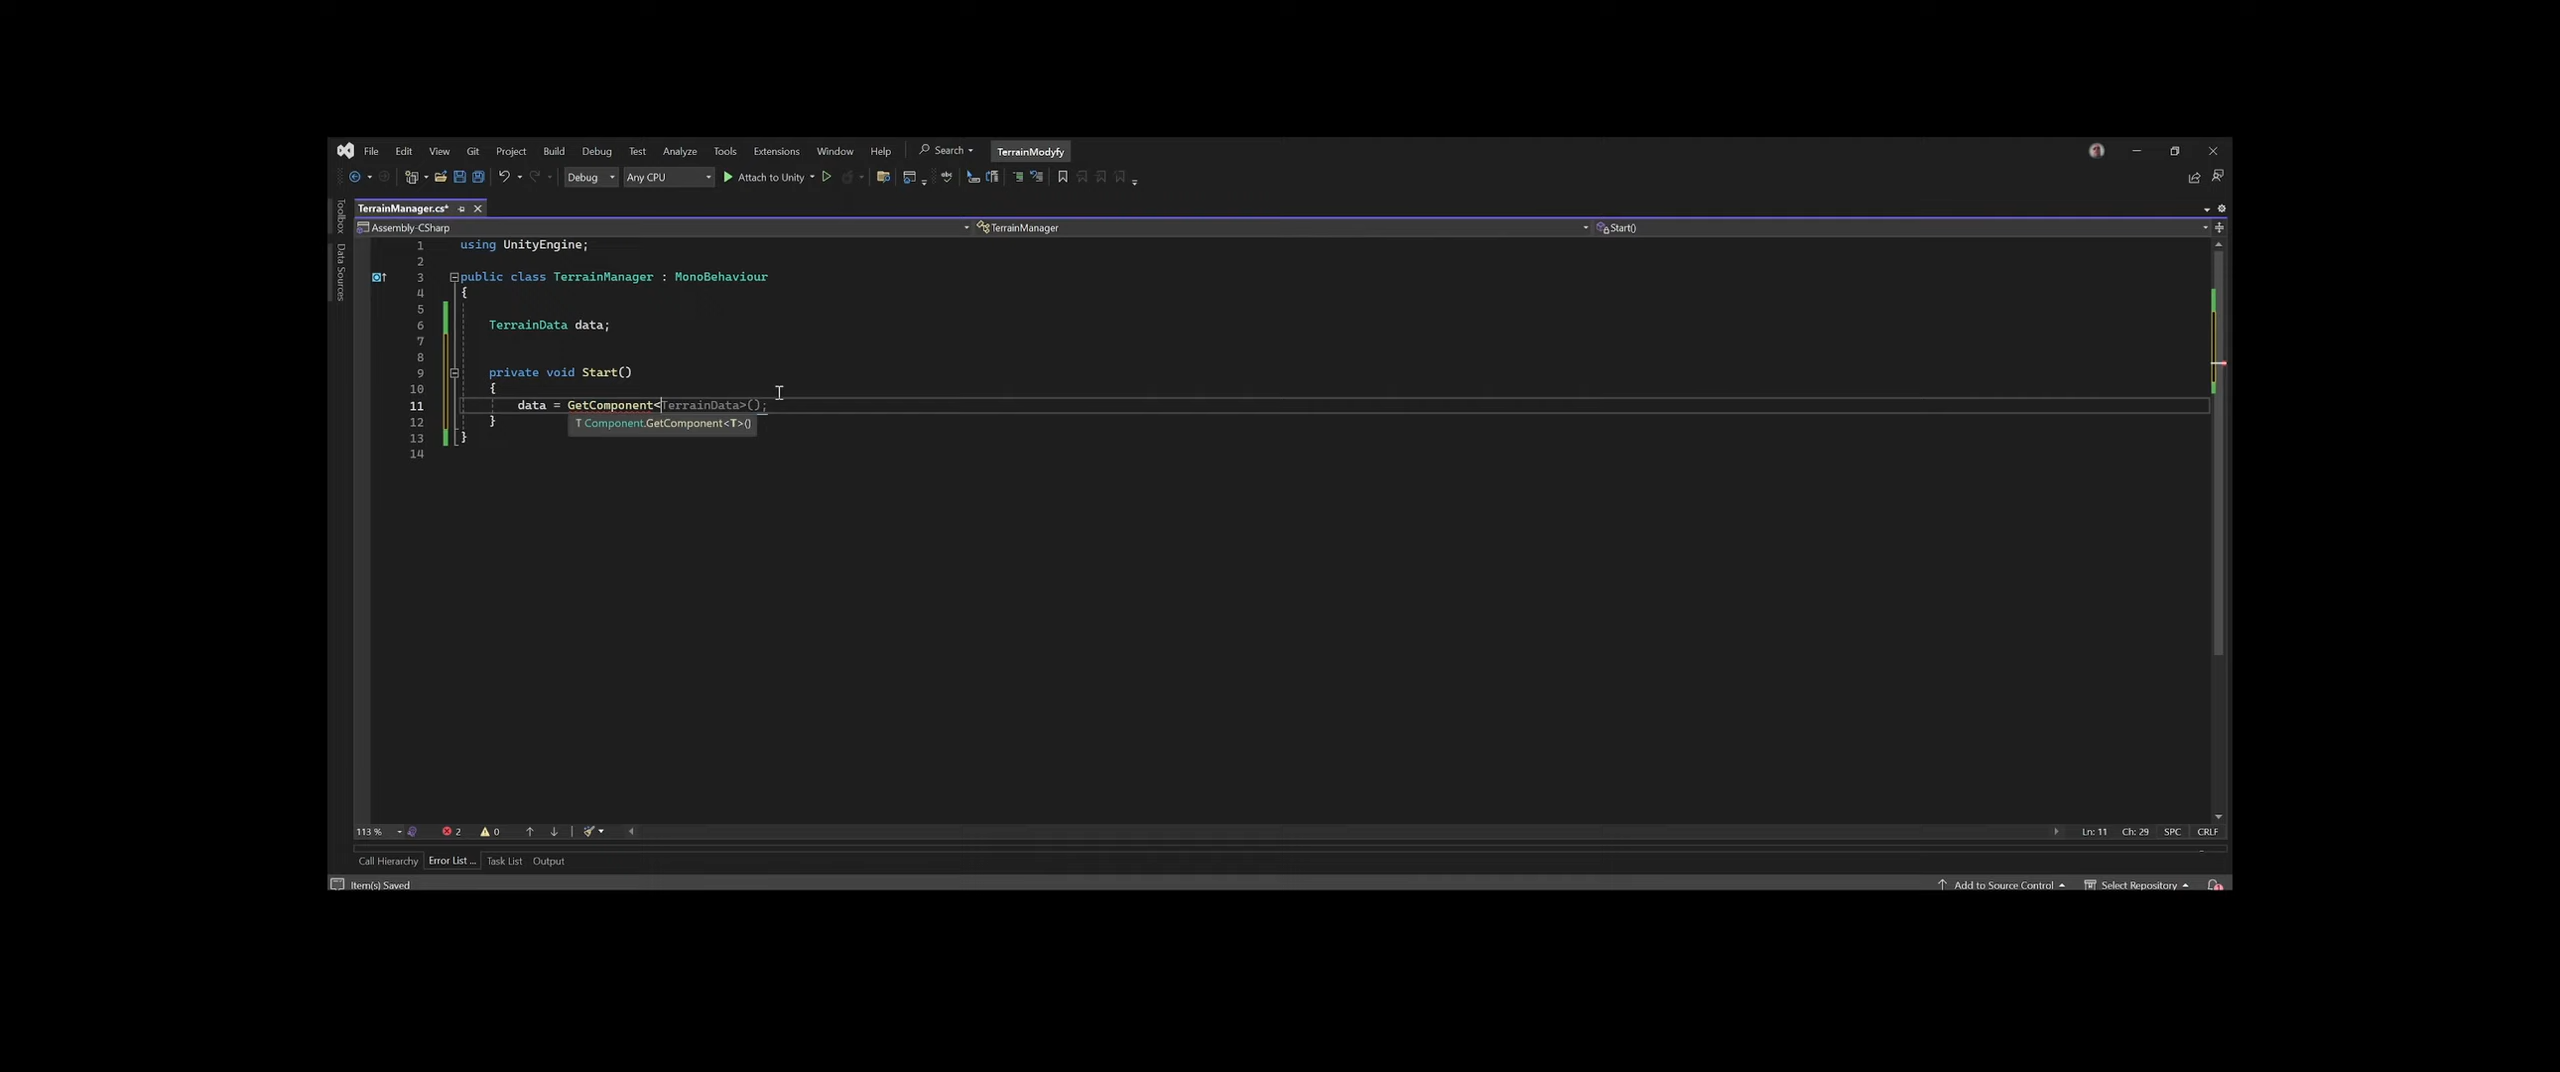 File Edit View Git Project Build Debug Test Analyze Tools Extensions Window Help Search TerrainModyfy
Debug Any CPU Attach to Unity
Toolbox
Data Sources
TerrainManager.cs*
Assembly-CSharp TerrainManager Start()
1 using UnityEngine;
2
3 public class TerrainManager : MonoBehaviour
4 {
5
6 TerrainData data;
7
8
9 private void Start()
10 {
11 data = GetComponent<TerrainData>();
12 }
T Component.GetComponent<T>()
13 }
14
113 % 2 0 Ln: 11 Ch: 29 SPC CRLF
Call Hierarchy Error List ... Task List Output
Item(s) Saved Add to Source Control Select Repository